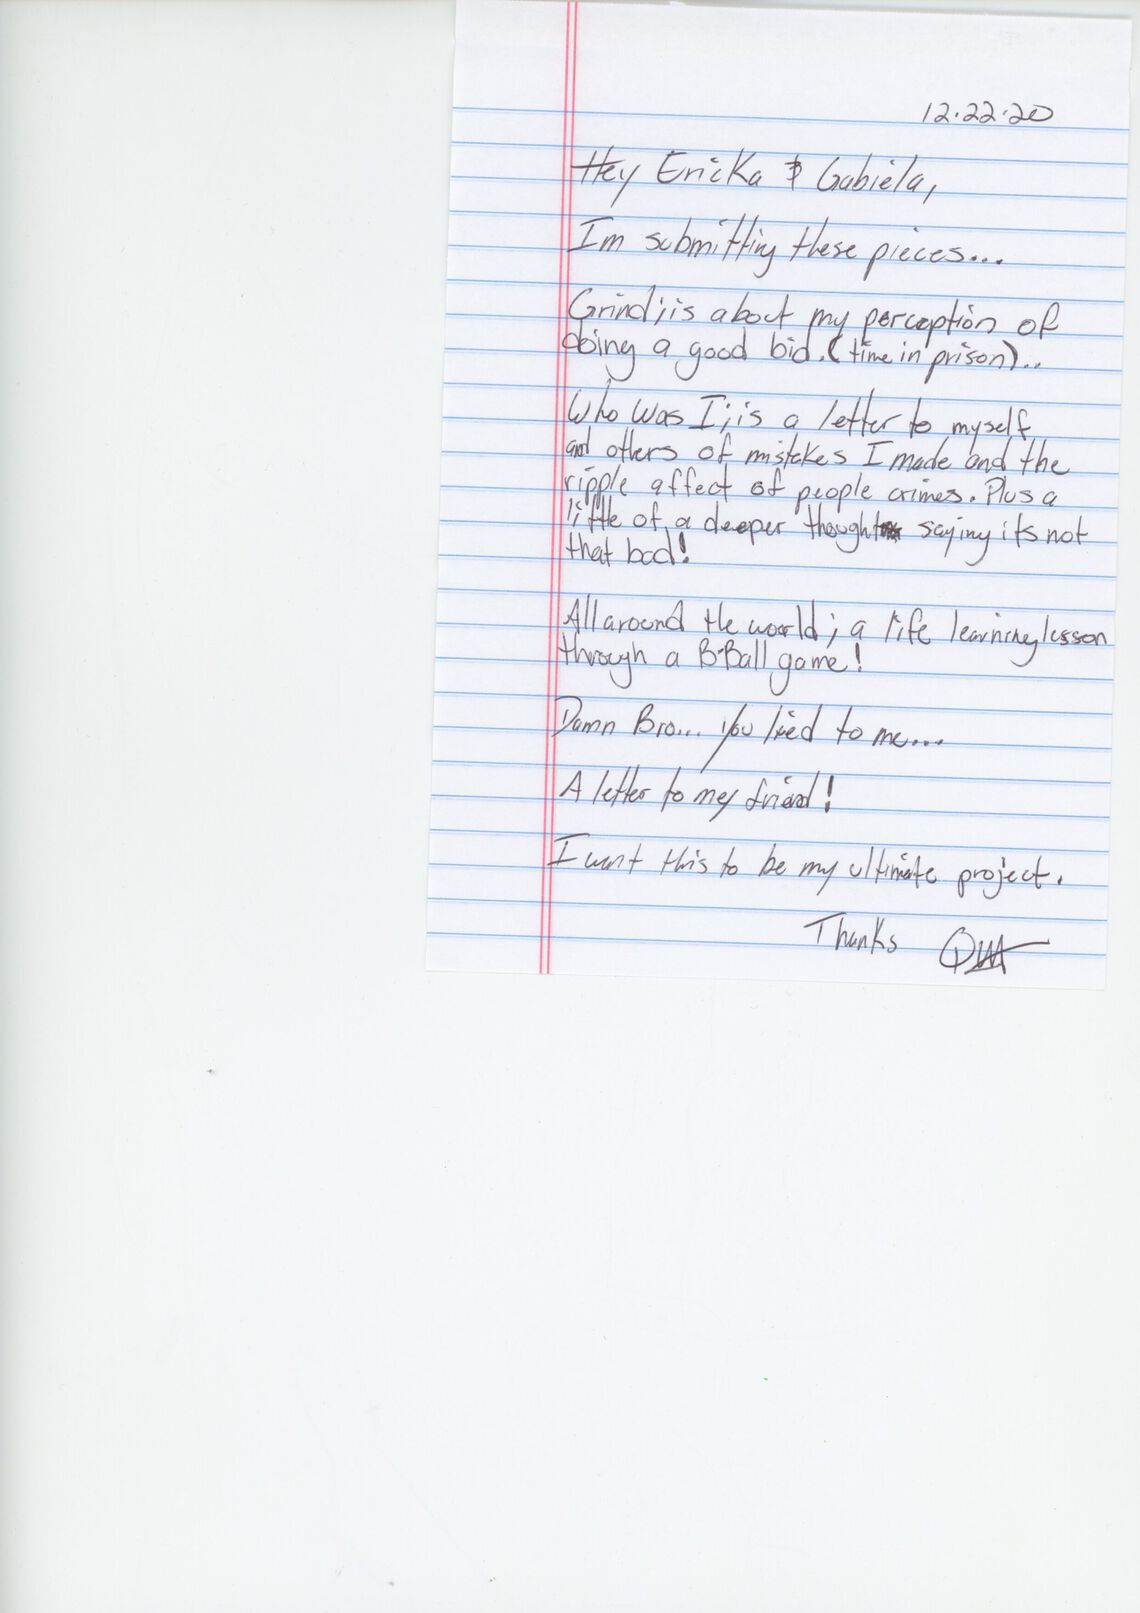 12.22.20
Hey Ericka & Gabiela,
Im submitting these pieces...
Grind; is about my perception of
doing a good bid. (time in prison)..
Who Was I; is a letter to myself
and others of mistakes I made and the
ripple affect of people crimes. Plus a
little of a deeper thought saying its not
that bad!
All around the world; a life learning lesson
through a B-Ball game!
Damn Bro... you lied to me...
A letter to my friend!
I want this to be my ultimate project.
Thanks